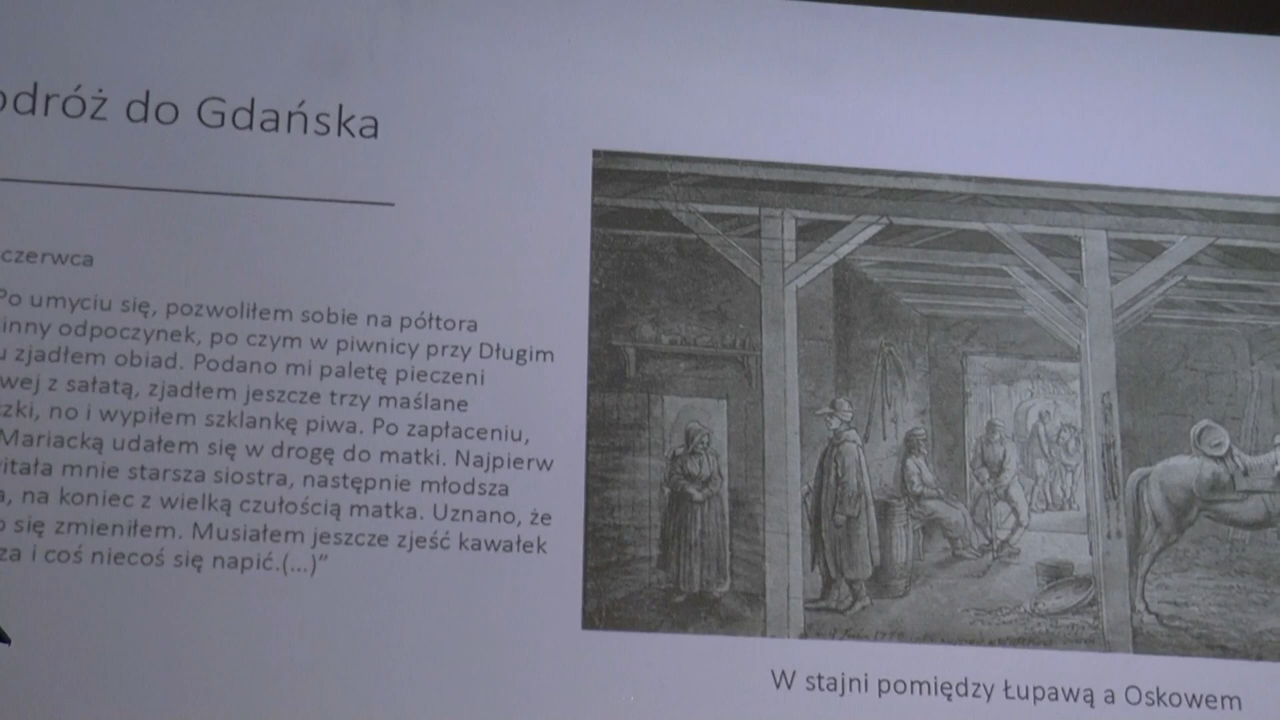 odróż do Gdańska
czerwca
Po umyciu się, pozwoliłem sobie na półtora
inny odpoczynek, po czym w piwnicy przy Długim
u zjadłem obiad. Podano mi paletę pieczeni
wej z sałatą, zjadłem jeszcze trzy maślane
zki, no i wypiłem szklankę piwa. Po zapłaceniu,
Mariacką udałem się w drogę do matki. Najpierw
itała mnie starsza siostra, następnie młodsza
a, na koniec z wielką czułością matka. Uznano, że
o się zmieniłem. Musiałem jeszcze zjeść kawałek
za i coś niecoś się napić.(...)”
W stajni pomiędzy Łupawą a Oskowem